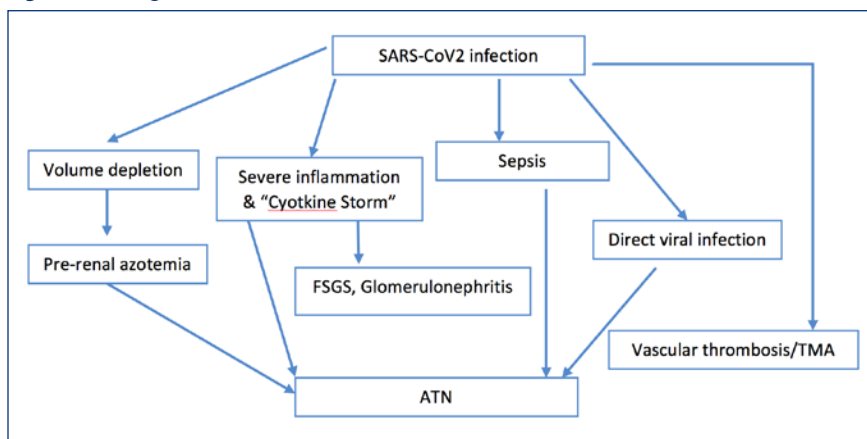 SARS-CoV2 infection
Volume depletion
Severe inflammation
& “Cyotkine Storm”
Sepsis
Direct viral infection
Pre-renal azotemia
FSGS, Glomerulonephritis
Vascular thrombosis/TMA
ATN